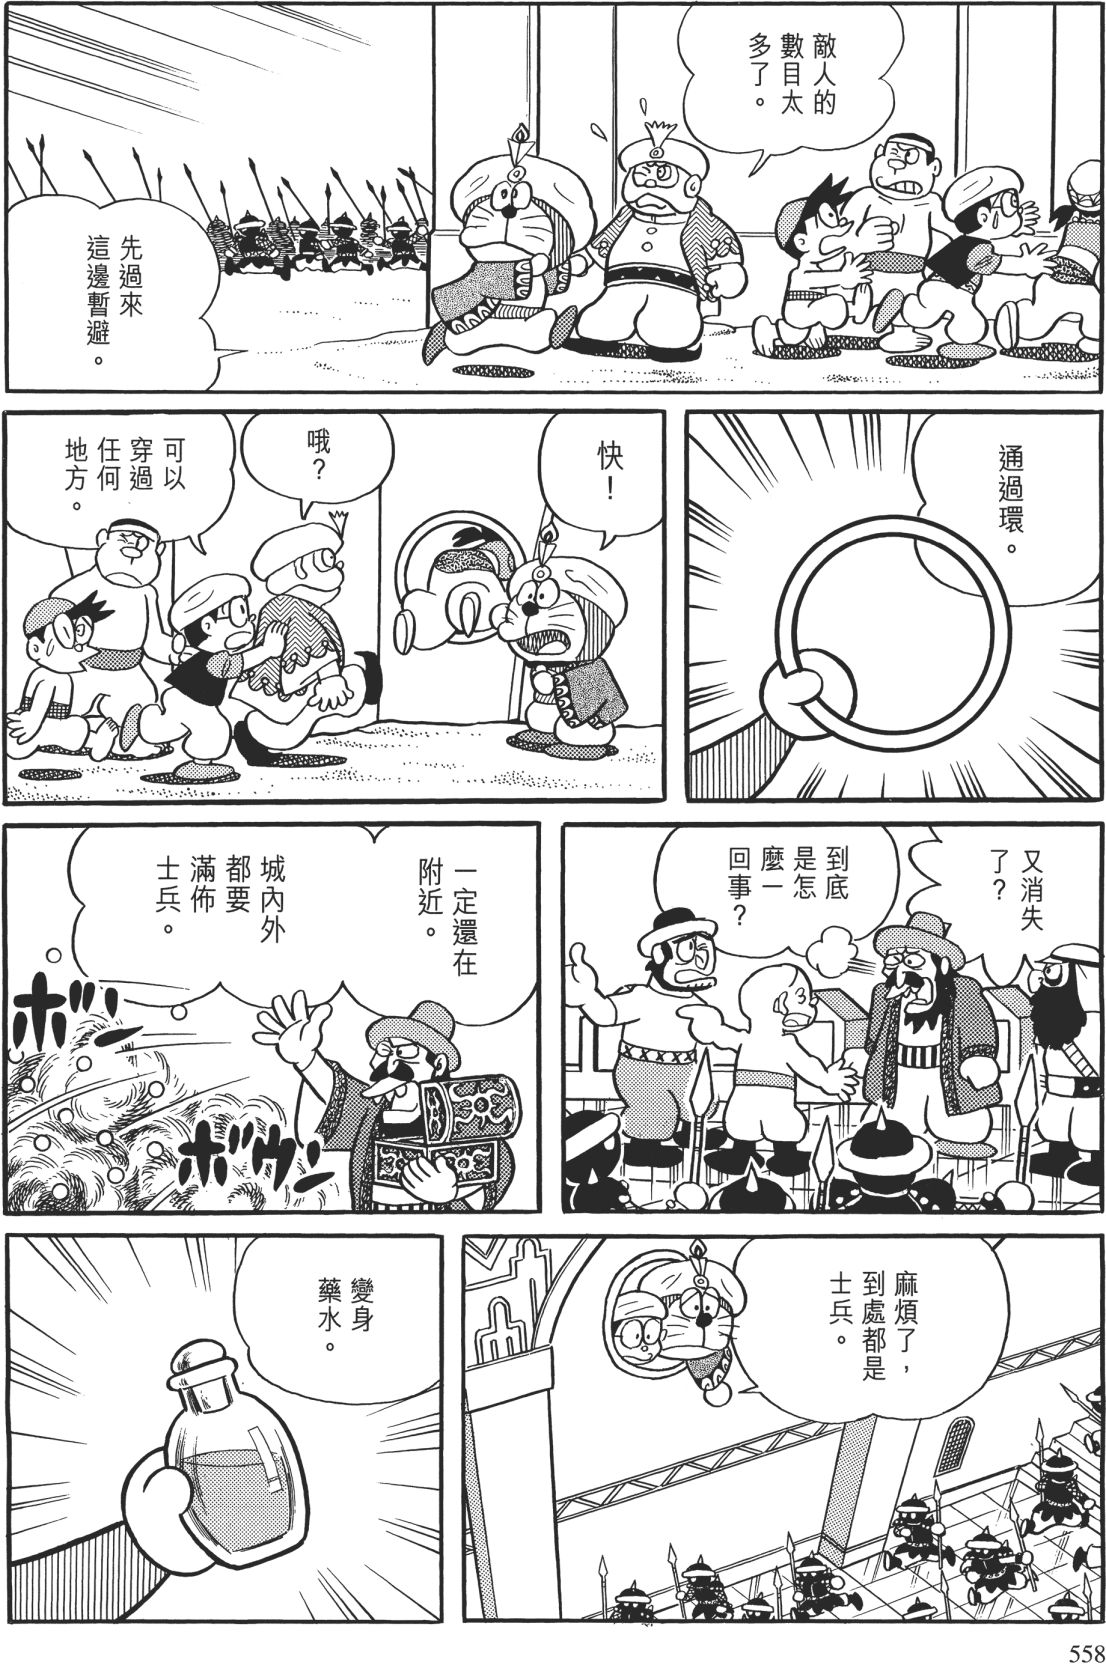 敵人的
數目太
多了。
先過來
這邊暫避。
通過環。
快！
哦？
可以
穿過
任何
地方。
又消失
了？
到底
是怎
麼一
回事？
一定還在
附近。
城內外
都要
滿佈
士兵。
ボッ
ボワーン
麻煩了，
到處都是
士兵。
變身
藥水。
558